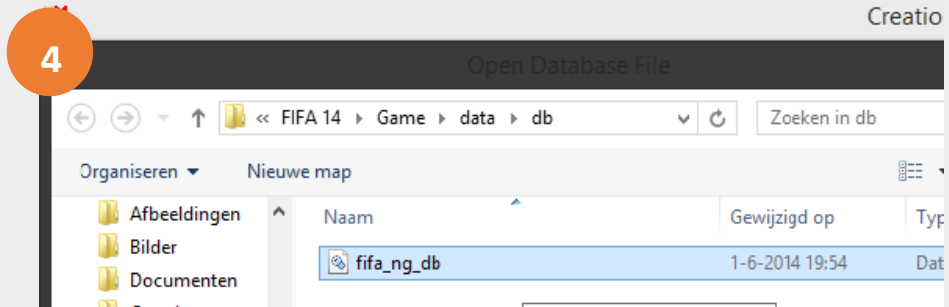 Creatio
4
Open Database File
« FIFA 14 Game data db
Zoeken in db
Organiseren
Nieuwe map
Afbeeldingen
Naam
Gewijzigd op
Typ
Bilder
fifa_ng_db
1-6-2014 19:54
Dat
Documenten